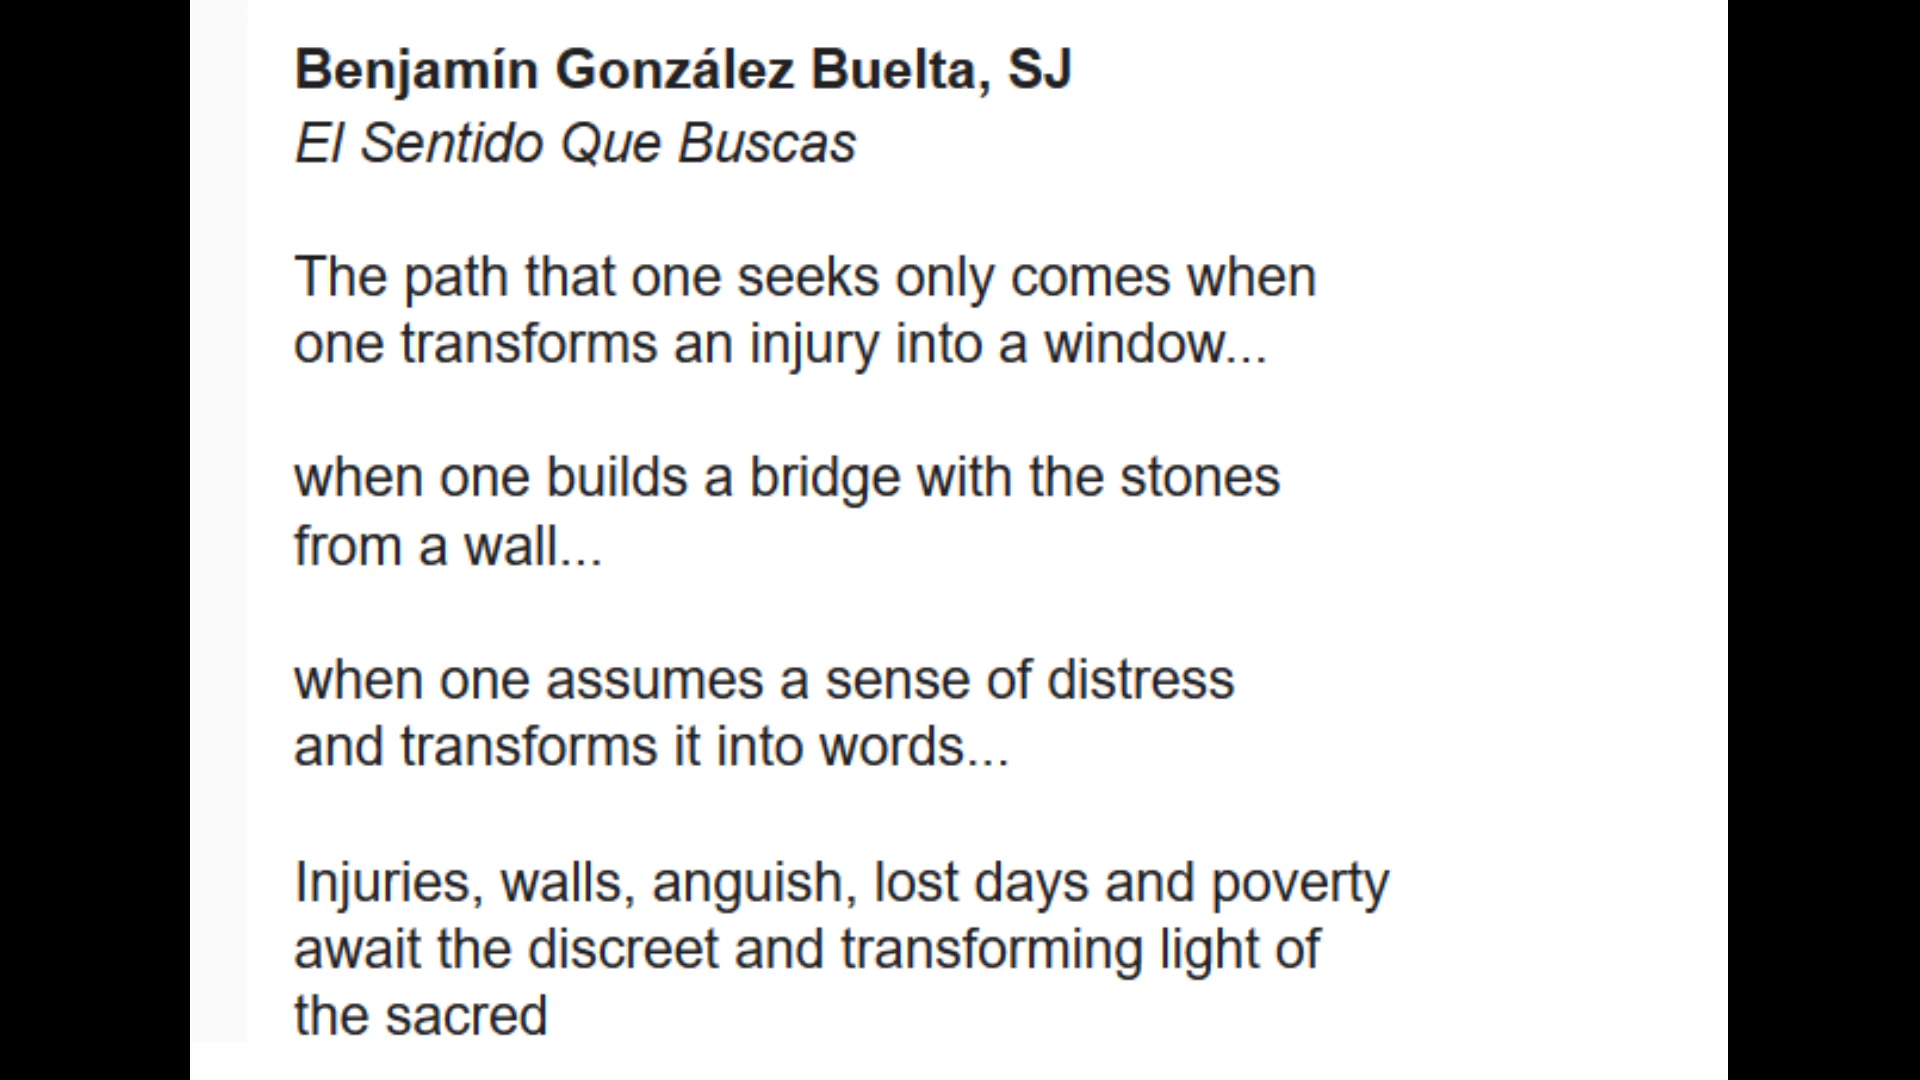 Benjamín González Buelta, SJ
El Sentido Que Buscas
The path that one seeks only comes when
one transforms an injury into a window...
when one builds a bridge with the stones
from a wall...
when one assumes a sense of distress
and transforms it into words...
Injuries, walls, anguish, lost days and poverty
await the discreet and transforming light of
the sacred